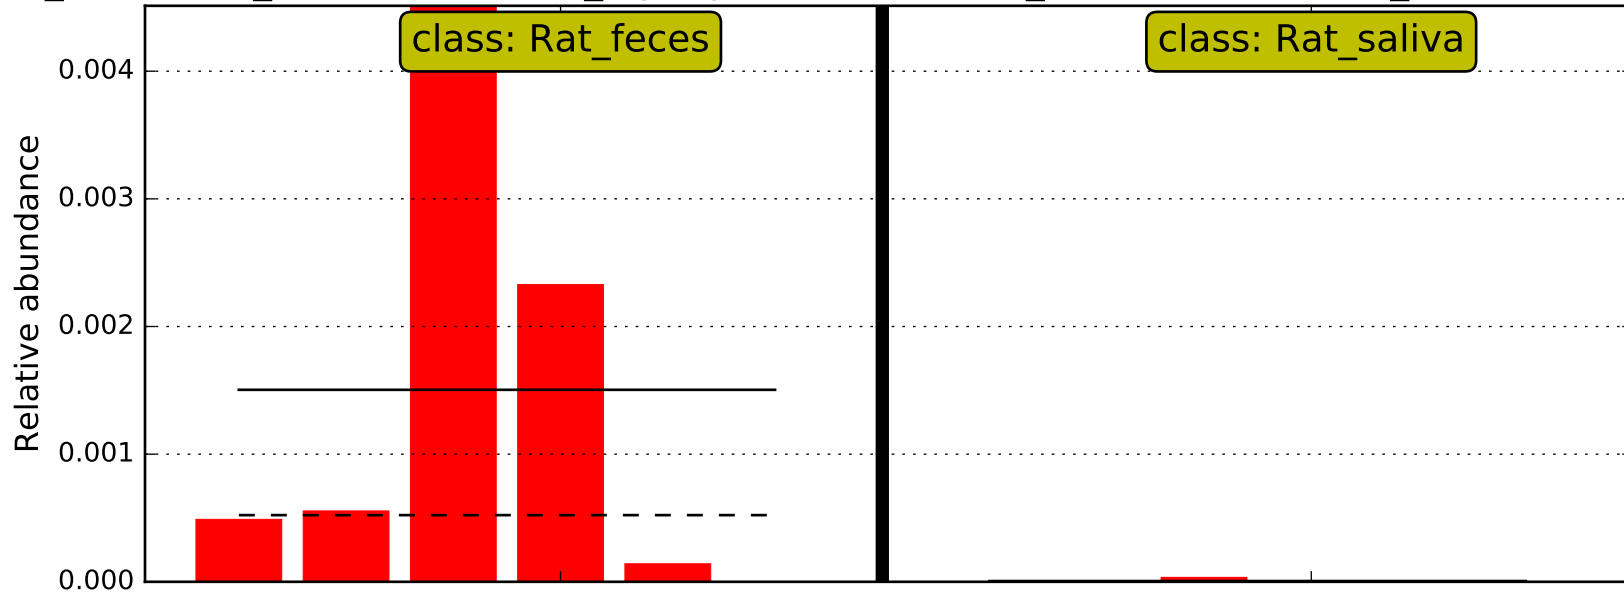 class: Rat_feces
class: Rat_saliva
0.004
0.003
0.002
0.001
0.000
Relative abundance